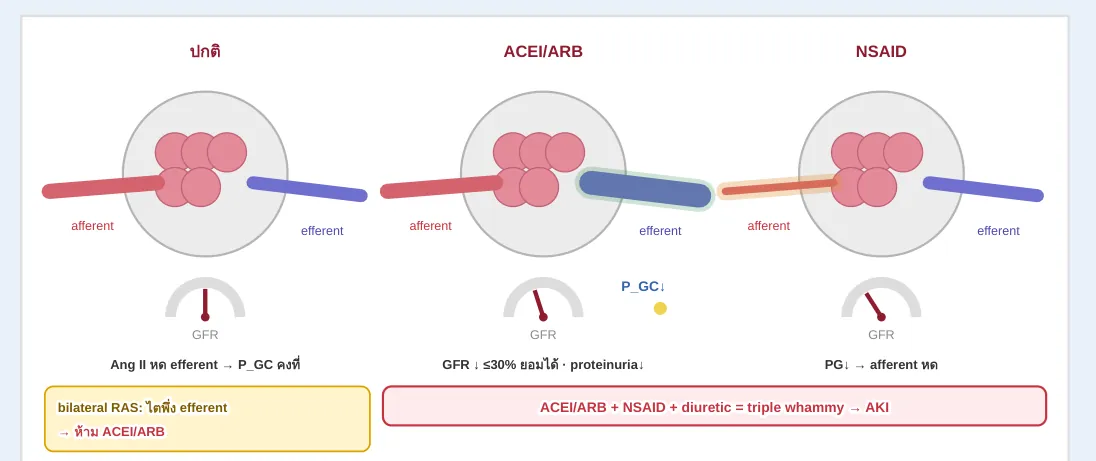 ปกติ
ACEI/ARB
NSAID
afferent
efferent
afferent
efferent
afferent
efferent
P_GC↓
GFR
GFR
GFR
Ang II หด efferent → P_GC คงที่
GFR ↓ ≤30% ยอมได้ · proteinuria↓
PG↓ → afferent หด
bilateral RAS: ไตพึ่ง efferent
→ ห้าม ACEI/ARB
ACEI/ARB + NSAID + diuretic = triple whammy → AKI